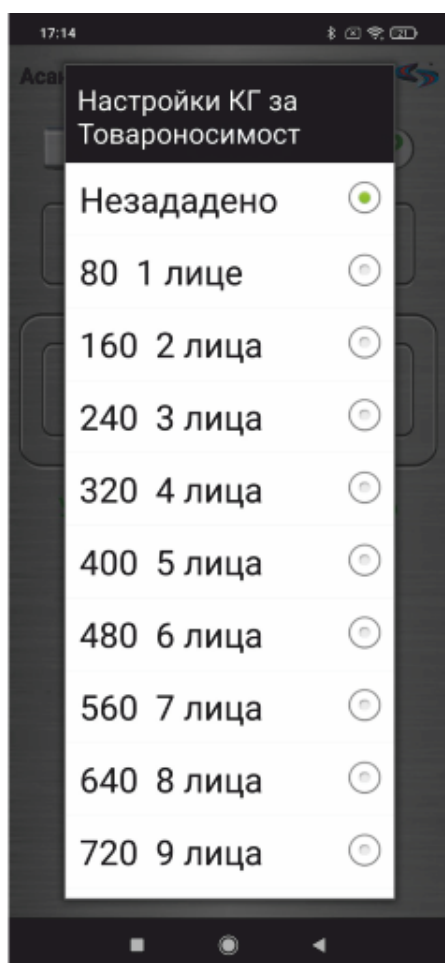 17:14
21
Настройки КГ за
Товароносимост
Незададено
80 1 лице
160 2 лица
240 3 лица
320 4 лица
400 5 лица
480 6 лица
560 7 лица
640 8 лица
720 9 лица